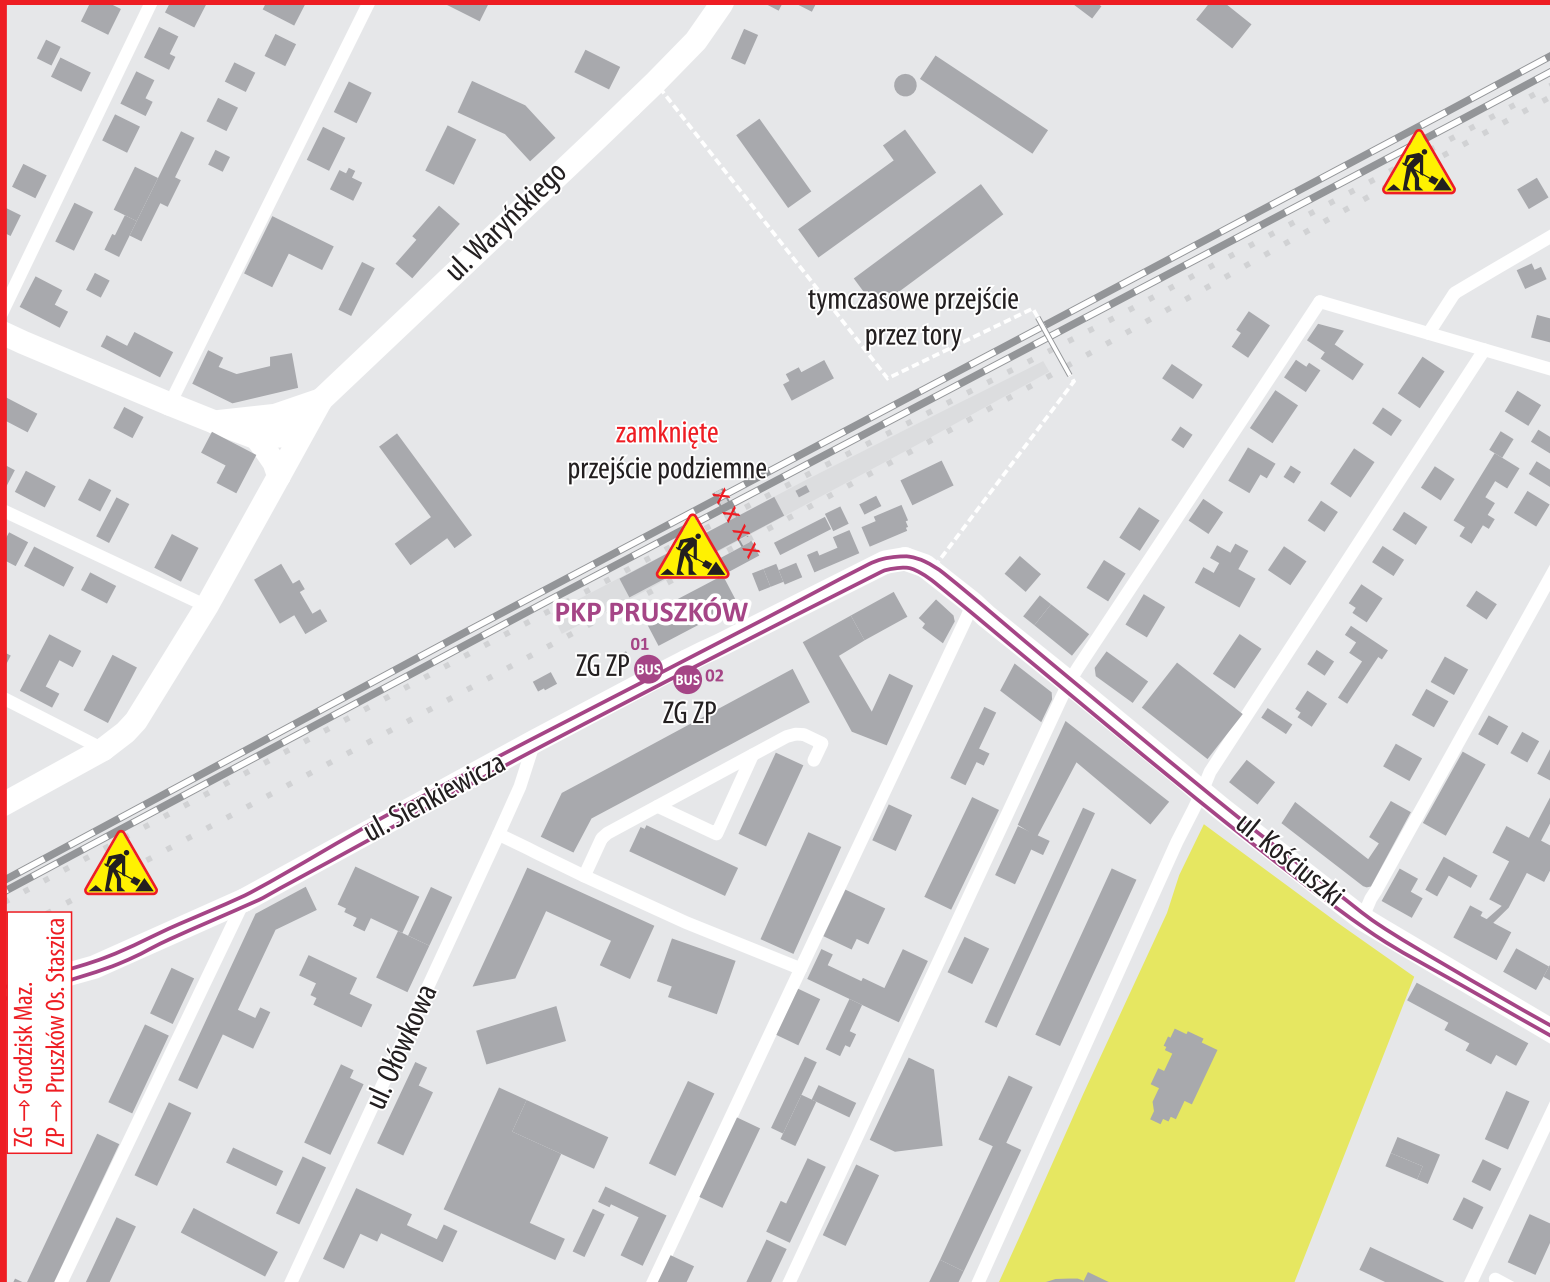 ul. Waryńskiego
tymczasowe przejście
przez tory
zamknięte
przejście podziemne
PKP PRUSZKÓW
01
ZG ZP
BUS
BUS
02
ZG ZP
ul. Sienkiewicza
ul. Kościuszki
ul. Ołówkowa
ZG → Grodzisk Maz.
ZP → Pruszków Os. Staszica